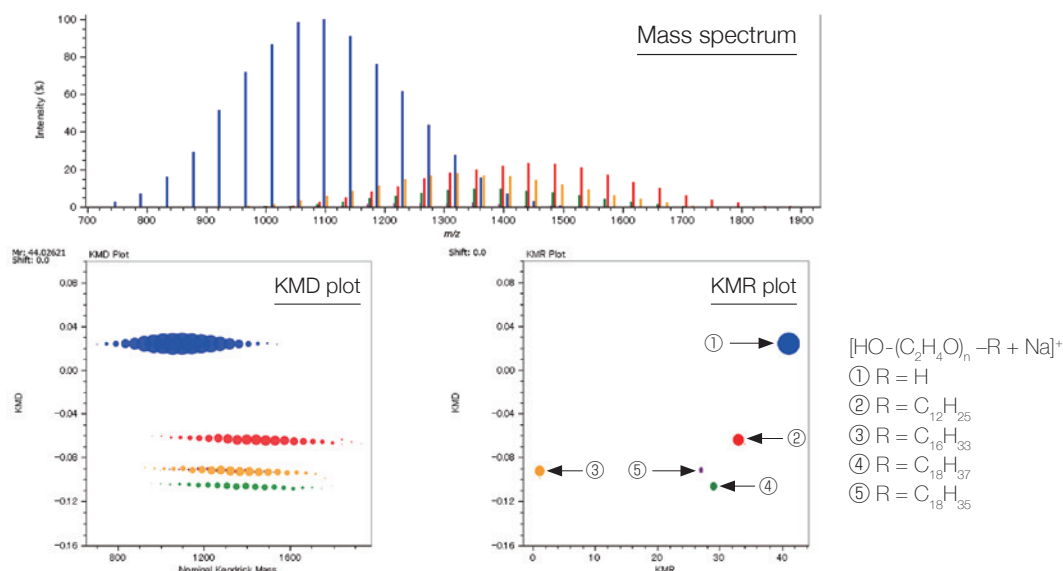 Mass spectrum
100
80
60
40
20
0
Intensity (%)
700 800 900 1000 1100 1200 1300 1400 1500 1600 1700 1800 1900
m/z
Mr: 44.02621
Shift: 0.0
KMD Plot
KMD plot
0.08
0.04
0.00
−0.04
−0.08
−0.12
−0.16
KMD
800 1200 1600
Nominal Kendrick Mass
Shift: 0.0
KMR Plot
KMR plot
0.08
0.04
0.00
−0.04
−0.08
−0.12
−0.16
KMD
①
②
③
⑤
④
0 10 20 30 40
KMR
[HO-(C₂H₄O)ₙ –R + Na]⁺
① R = H
② R = C₁₂H₂₅
③ R = C₁₆H₃₃
④ R = C₁₈H₃₇
⑤ R = C₁₈H₃₅